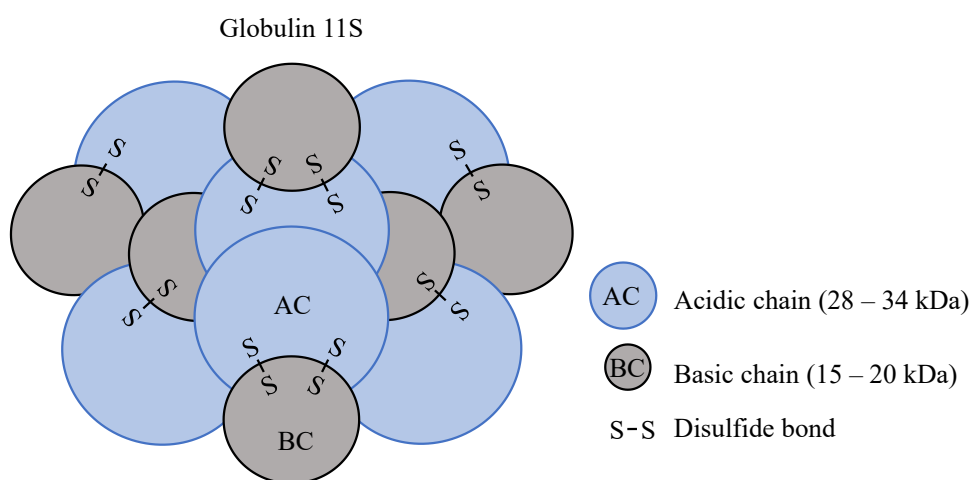 Globulin 11S
S
S
S
S
S
S
S
S
S
S
S
S
S
S
AC
S
S
S
S
BC
AC Acidic chain (28 – 34 kDa)
BC Basic chain (15 – 20 kDa)
S-S Disulfide bond